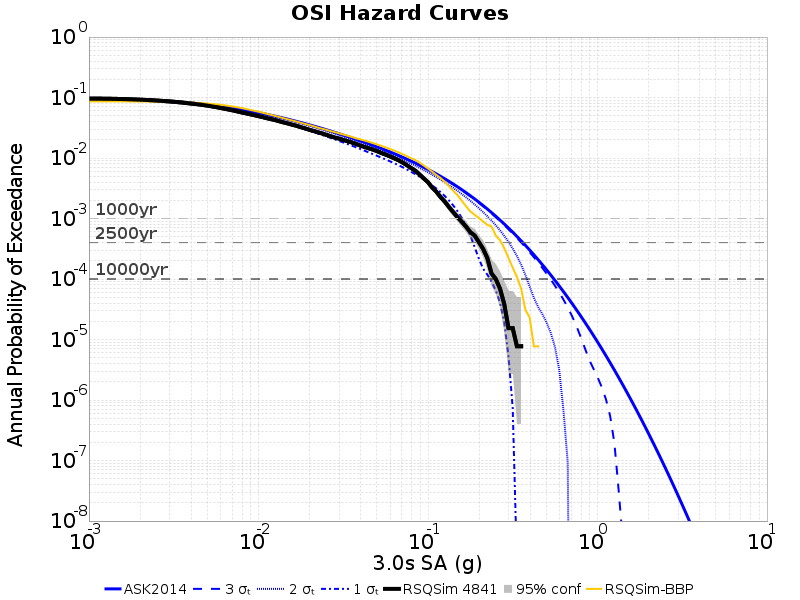 OSI Hazard Curves
Annual Probability of Exceedance
10^0
10^-1
10^-2
10^-3
10^-4
10^-5
10^-6
10^-7
10^-8
1000yr
2500yr
10000yr
10^-3 10^-2 10^-1 10^0 10^1
3.0s SA (g)
ASK2014 3 σₜ 2 σₜ 1 σₜ RSQSim 4841 95% conf RSQSim-BBP